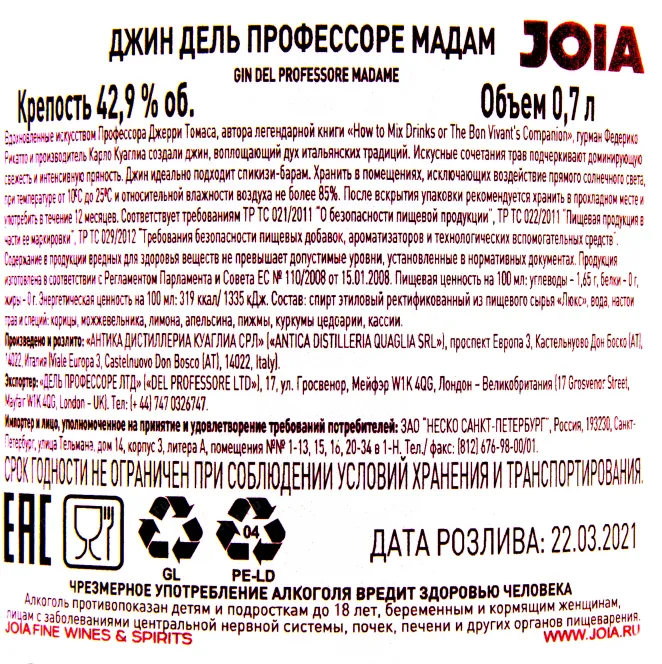 ДЖИН ДЕЛЬ ПРОФЕССОРЕ МАДАМ
JOIA
GIN DEL PROFESSORE MADAME
Крепость 42,9 % об.
Объем 0,7 л
Вдохновленные искусством Профессора Джерри Томаса, автора легендарной книги «How to Mix Drinks or The Bon Vivant's Companion», гурман Федерико
Рикатто и производитель Карло Куаглиа создали джин, воплощающий дух итальянских традиций. Искусные сочетания трав подчеркивают доминирующую
свежесть и интенсивную пряность. Джин идеально подходит спикизи-барам. Хранить в помещениях, исключающих воздействие прямого солнечного света,
при температуре от 10°С до 25°С и относительной влажности воздуха не более 85%. После вскрытия упаковки рекомендуется хранить в прохладном месте и
употребить в течение 12 месяцев. Соответствует требованиям ТР ТС 021/2011 "О безопасности пищевой продукции", ТР ТС 022/2011 "Пищевая продукция в
части ее маркировки", ТР ТС 029/2012 "Требования безопасности пищевых добавок, ароматизаторов и технологических вспомогательных средств".
Содержание в продукции вредных для здоровья веществ не превышает допустимые уровни, установленные в нормативных документах. Продукция
изготовлена в соответствии с Регламентом Парламента и Совета ЕС № 110/2008 от 15.01.2008. Пищевая ценность на 100 мл: углеводы - 1,65 г, белки - 0 г,
жиры - 0 г. Энергетическая ценность на 100 мл: 319 ккал/ 1335 кДж. Состав: спирт этиловый ректификованный из пищевого сырья «Люкс», вода, настои
трав и специй: корицы, можжевельника, лимона, апельсина, пижмы, куркумы цедоарии, кассии.
Произведено и розлито: «АНТИКА ДИСТИЛЛЕРИА КУАГЛИА СРЛ» («ANTICA DISTILLERIA QUAGLIA SRL»), проспект Европа 3, Кастельнуово Дон Боско (АТ),
14022, Италия (Viale Europa 3, Castelnuovo Don Bosco (AT), 14022, Italy).
Экспортер: «ДЕЛЬ ПРОФЕССОРЕ ЛТД» («DEL PROFESSORE LTD»), 17, ул. Гросвенор, Мейфэр W1K 4QG, Лондон - Великобритания (17 Grosvenor Street,
Mayfair W1K 4QG, London - UK). Тел: (+ 44) 747 0326747.
Импортер и лицо, уполномоченное на принятие и удовлетворение требований потребителей: ЗАО "НЕСКО САНКТ-ПЕТЕРБУРГ", Россия, 193230, Санкт-
Петербург, улица Тельмана, дом 14, корпус 3, литера А, помещения №№ 1-13, 15, 16, 20-34 в 1-Н. Тел./ факс: (812) 676-98-00/01.
СРОК ГОДНОСТИ НЕ ОГРАНИЧЕН ПРИ СОБЛЮДЕНИИ УСЛОВИЙ ХРАНЕНИЯ И ТРАНСПОРТИРОВАНИЯ.
EAC
04
GL
PE-LD
ДАТА РОЗЛИВА: 22.03.2021
ЧРЕЗМЕРНОЕ УПОТРЕБЛЕНИЕ АЛКОГОЛЯ ВРЕДИТ ЗДОРОВЬЮ ЧЕЛОВЕКА
Алкоголь противопоказан детям и подросткам до 18 лет, беременным и кормящим женщинам,
лицам с заболеваниями центральной нервной системы, почек, печени и других органов пищеварения.
JOIA FINE WINES & SPIRITS
WWW.JOIA.RU